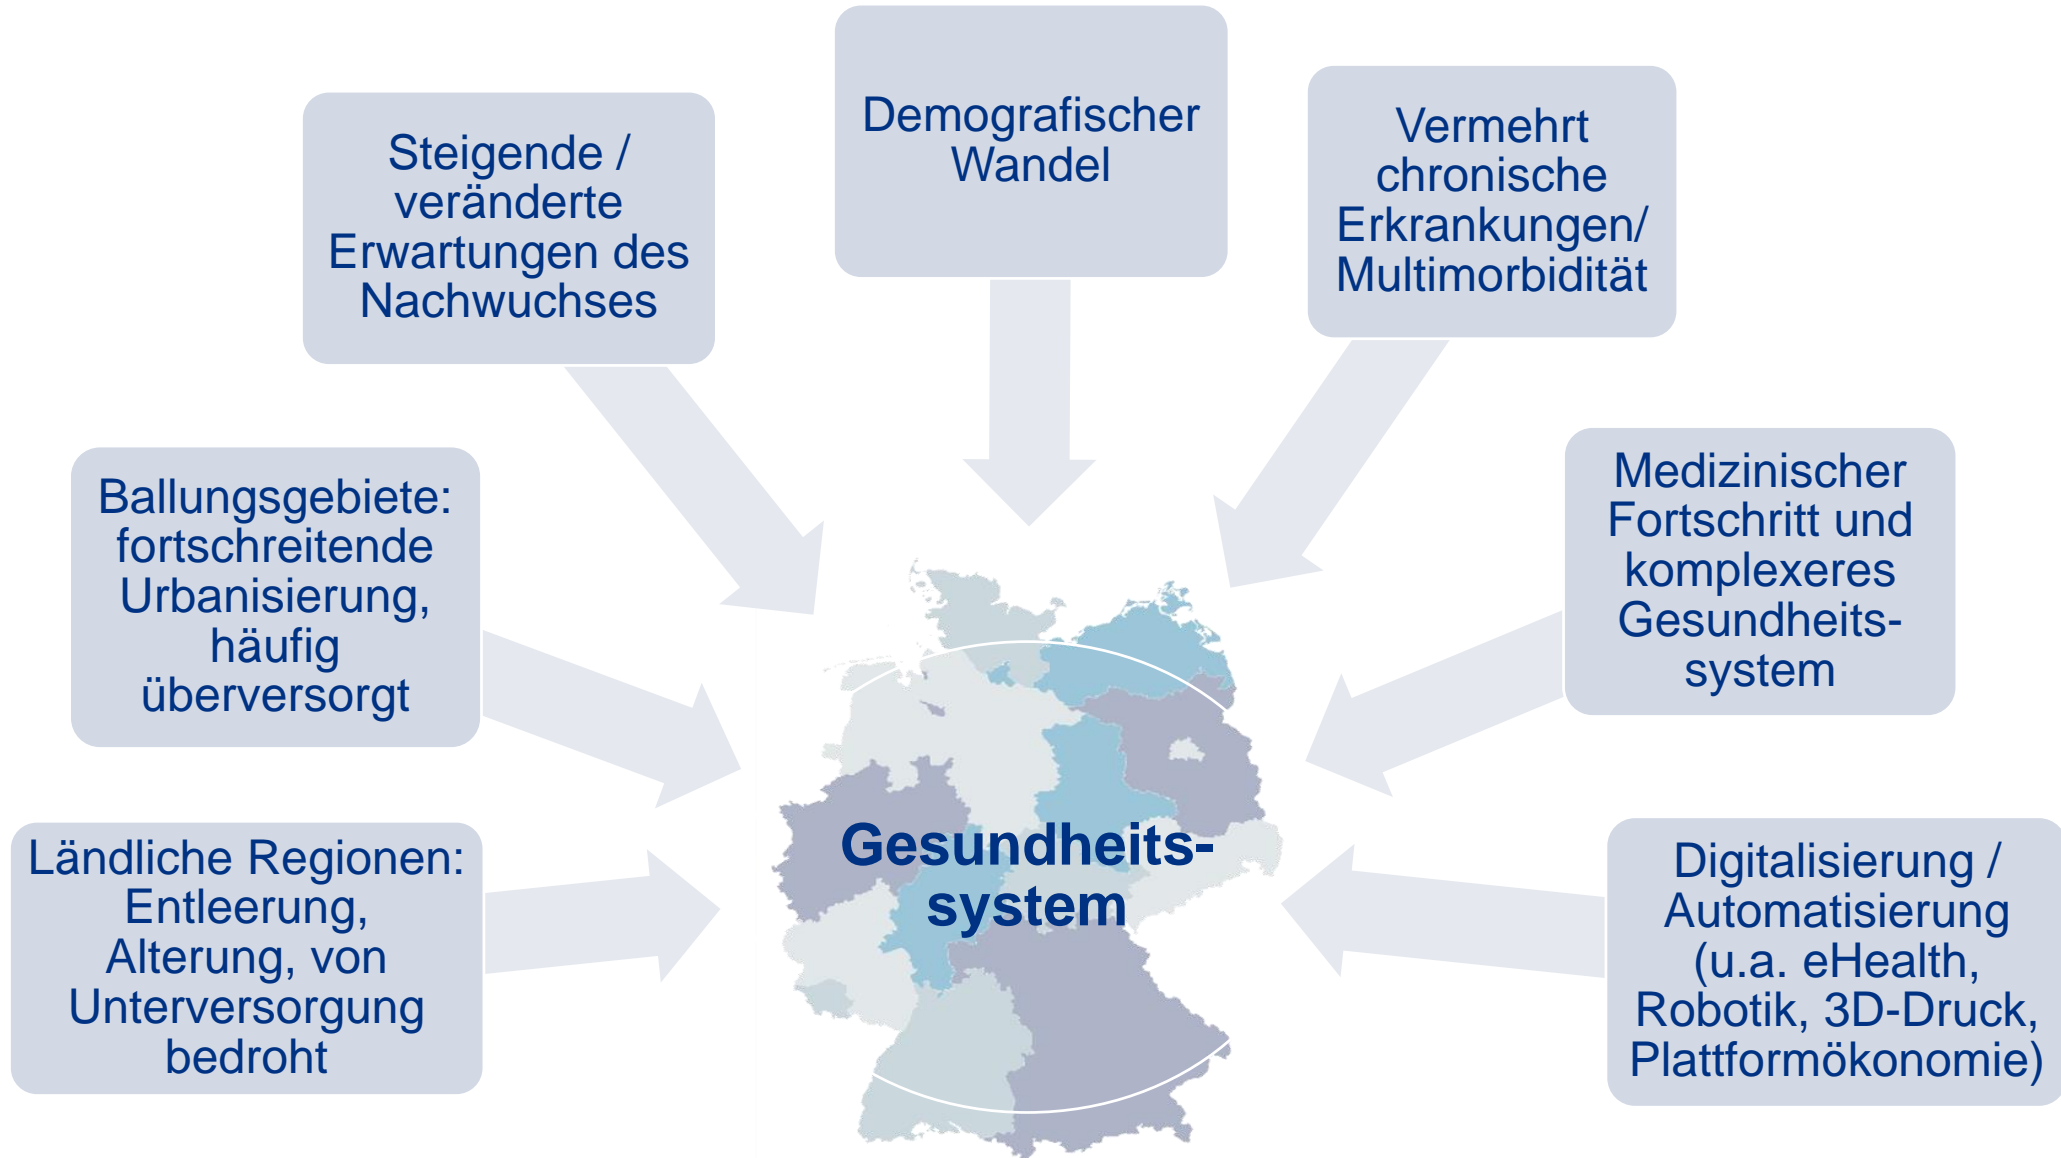 Demografischer
Wandel
Steigende /
veränderte
Erwartungen des
Nachwuchses
Vermehrt
chronische
Erkrankungen/
Multimorbidität
Ballungsgebiete:
fortschreitende
Urbanisierung,
häufig
überversorgt
Medizinischer
Fortschritt und
komplexeres
Gesundheits-
system
Ländliche Regionen:
Entleerung,
Alterung, von
Unterversorgung
bedroht
Gesundheits-
system
Digitalisierung /
Automatisierung
(u.a. eHealth,
Robotik, 3D-Druck,
Plattformökonomie)